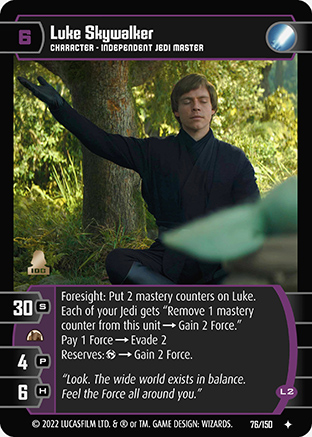 6
Luke Skywalker
CHARACTER - INDEPENDENT JEDI MASTER
180
30 S
4 P
6 H
Foresight: Put 2 mastery counters on Luke.
Each of your Jedi gets “Remove 1 mastery
counter from this unit → Gain 2 Force.”
Pay 1 Force → Evade 2
Reserves: → Gain 2 Force.
“Look. The wide world exists in balance.
Feel the Force all around you.”
L2
© 2022 LUCASFILM LTD. & ® or TM. GAME DESIGN: WIZARDS. 76/150